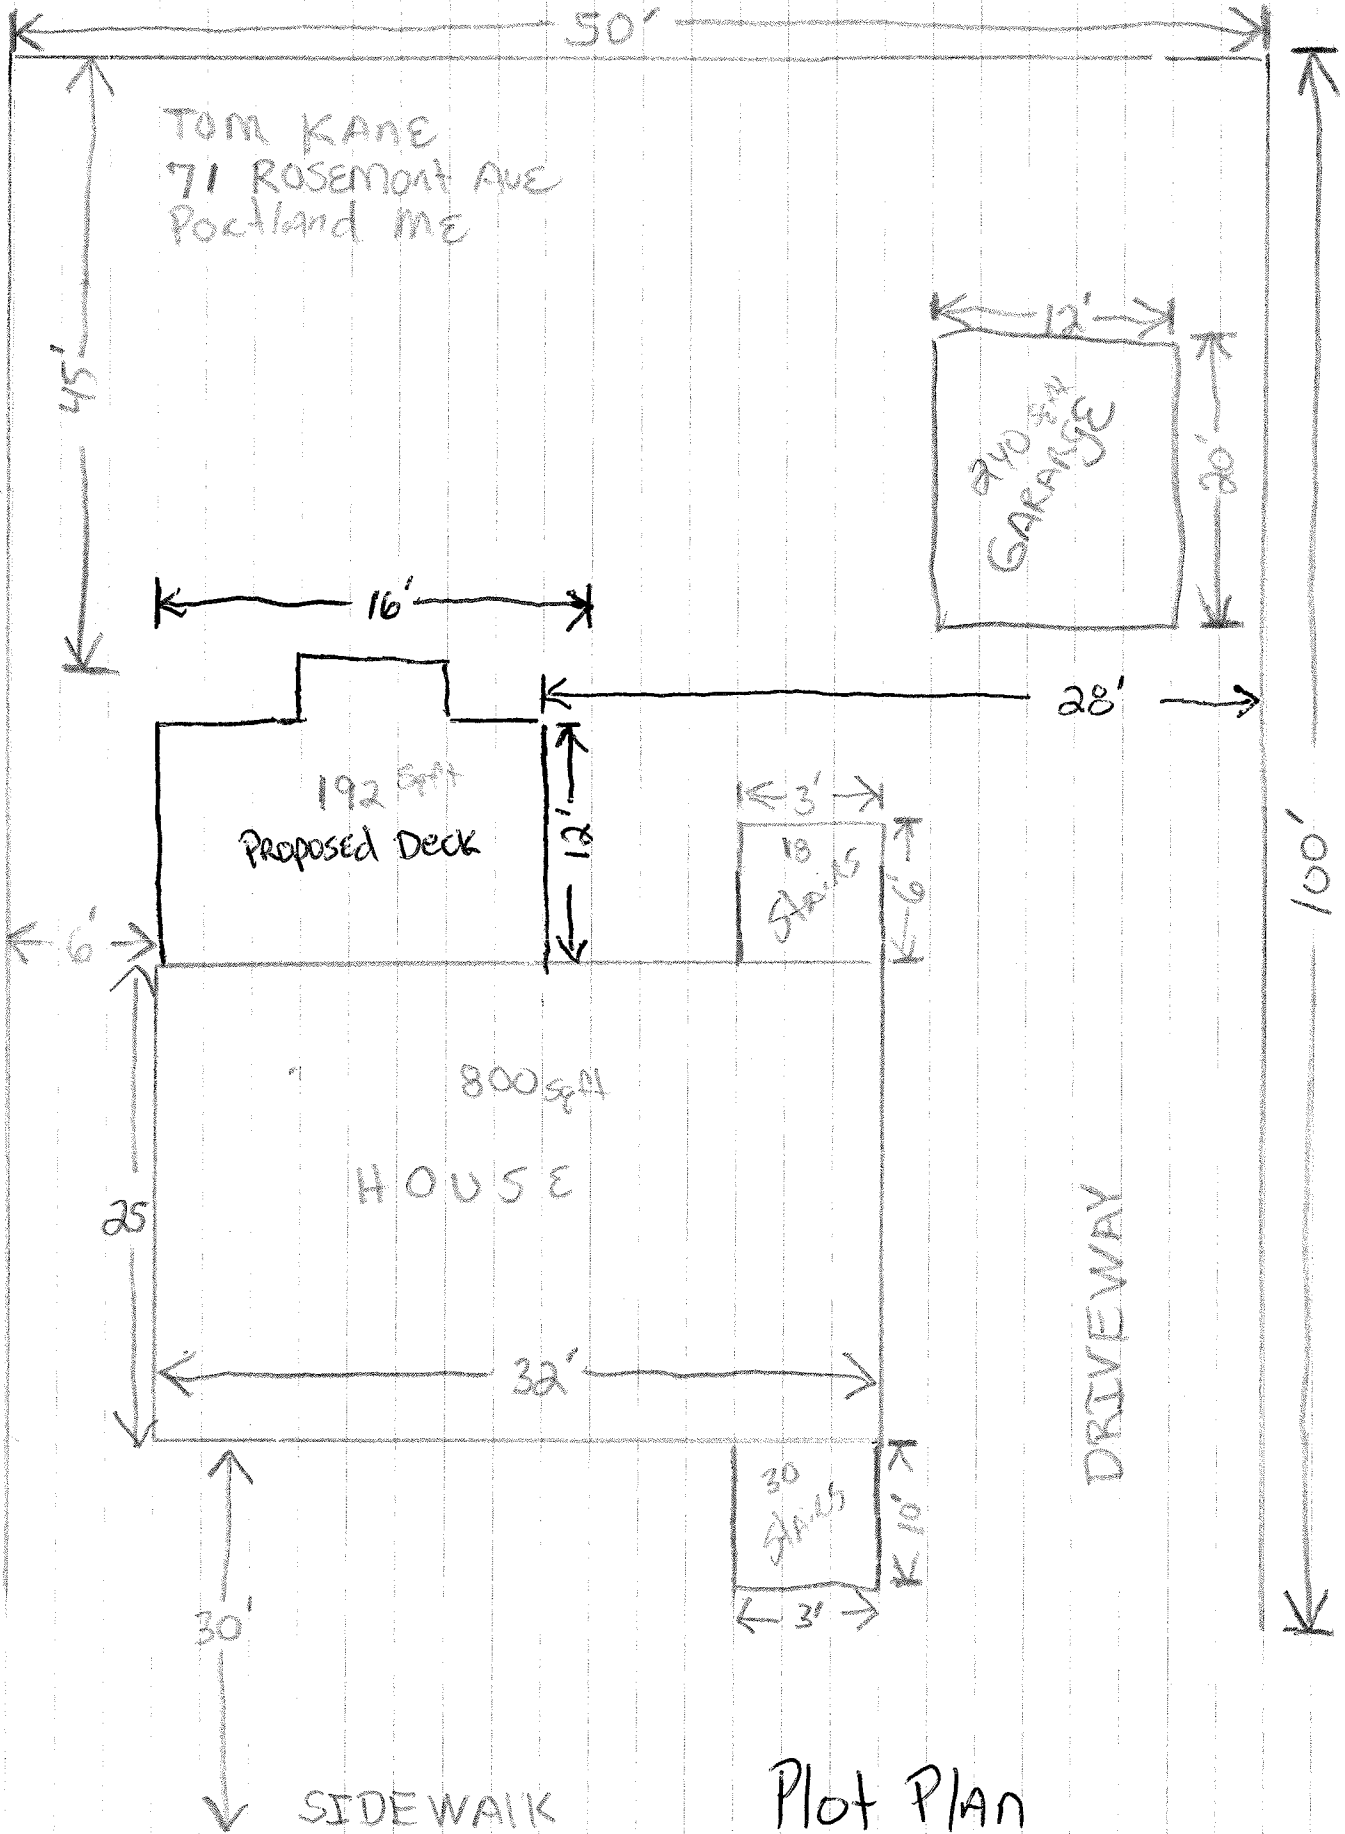 50'
TOM KANE
71 ROSEMONT AVE
Portland ME
45'
100'
12'
240 sqft
GARARGE
20'
16'
28'
192 Sqft
PROPOSED DECK
12'
3'
18
Stairs
6'
6'
800 sqft
HOUSE
25
32'
DRIVEWAY
30
Stairs
10'
3'
30'
SIDEWALK
Plot Plan